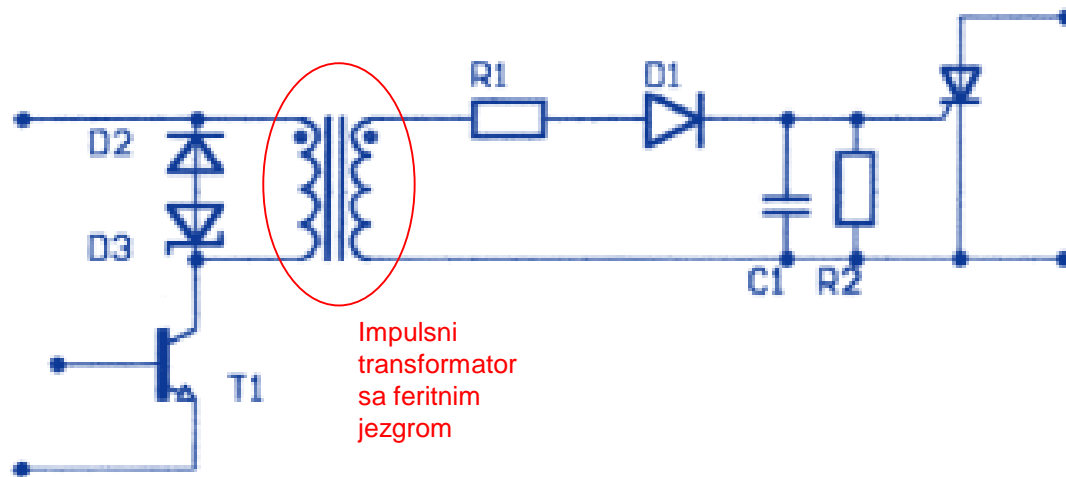 R1
D1
D2
D3
C1
R2
T1
Impulsni
transformator
sa feritnim
jezgrom